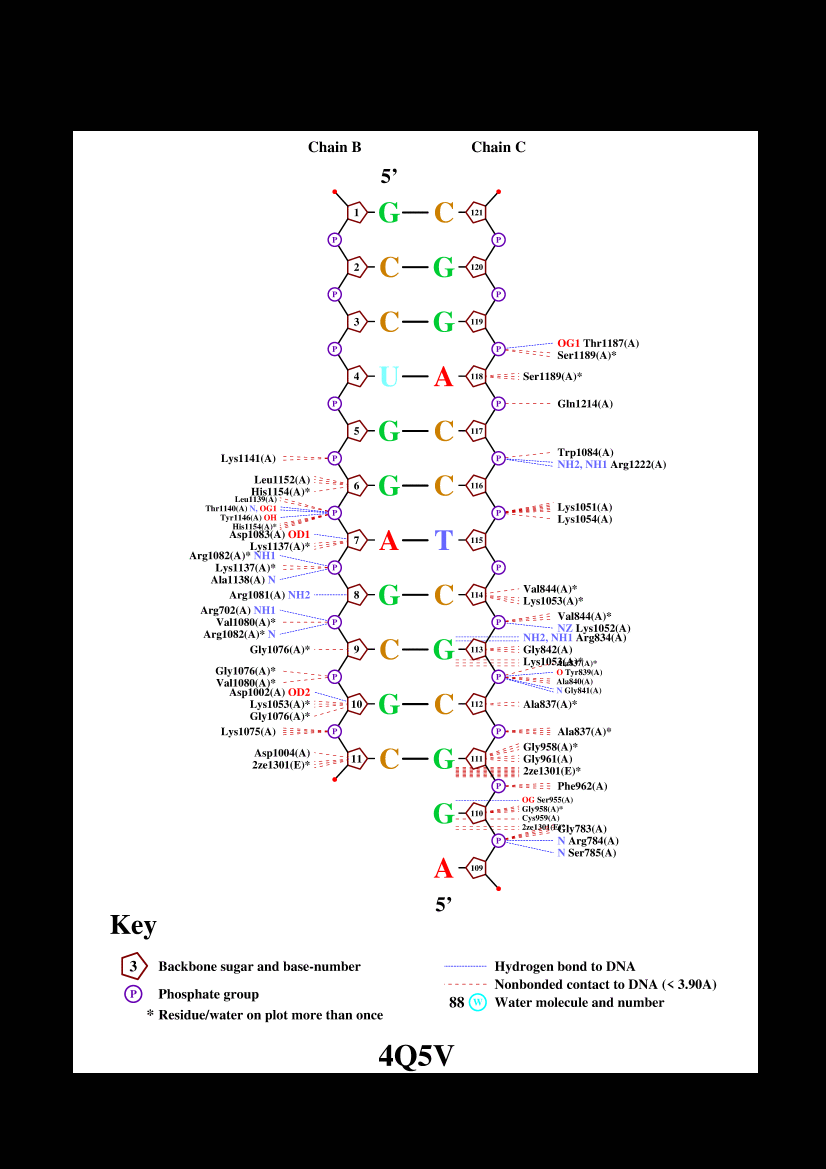 Chain B Chain C
5’
1 G C 121
P P
2 C G 120
P P
3 C G 119
P P
OG1 Thr1187(A)
Ser1189(A)*
4 U A 118 Ser1189(A)*
P P Gln1214(A)
5 G C 117
Lys1141(A) P P Trp1084(A)
NH2, NH1 Arg1222(A)
Leu1152(A)
His1154(A)* 6 G C 116
Leu1139(A)
Thr1140(A) N, OG1 P P Lys1051(A)
Tyr1146(A) OH Lys1054(A)
His1154(A)*
Asp1083(A) OD1
Lys1137(A)* 7 A T 115
Arg1082(A)* NH1
Lys1137(A)* P P
Ala1138(A) N
Arg1081(A) NH2 8 G C 114 Val844(A)*
Lys1053(A)*
Arg702(A) NH1 Val844(A)*
Val1080(A)* P P NZ Lys1052(A)
Arg1082(A)* N NH2, NH1 Arg834(A)
Gly1076(A)* 9 C G 113 Gly842(A)
Lys1053(A)*
Ala837(A)*
Gly1076(A)* P P O Tyr839(A)
Val1080(A)* Ala840(A)
Asp1002(A) OD2 N Gly841(A)
Lys1053(A)* 10 G C 112 Ala837(A)*
Gly1076(A)*
Lys1075(A) P P Ala837(A)*
Gly958(A)*
Asp1004(A) 11 C G 111 Gly961(A)
2ze1301(E)* 2ze1301(E)*
P Phe962(A)
OG Ser955(A)
G 110 Gly958(A)*
Cys959(A)
2ze1301(E)*
Gly783(A)
P N Arg784(A)
N Ser785(A)
A 109
5’
Key
3 Backbone sugar and base-number Hydrogen bond to DNA
Nonbonded contact to DNA (< 3.90A)
P Phosphate group 88 W Water molecule and number
* Residue/water on plot more than once
4Q5V